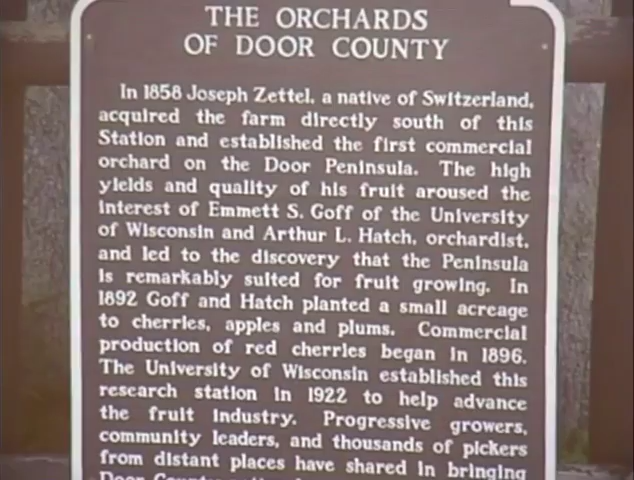 THE ORCHARDS
OF DOOR COUNTY
In 1858 Joseph Zettel, a native of Switzerland,
acquired the farm directly south of this
Station and established the first commercial
orchard on the Door Peninsula. The high
yields and quality of his fruit aroused the
interest of Emmett S. Goff of the University
of Wisconsin and Arthur L. Hatch, orchardist,
and led to the discovery that the Peninsula
is remarkably suited for fruit growing. In
1892 Goff and Hatch planted a small acreage
to cherries, apples and plums. Commercial
production of red cherries began in 1896.
The University of Wisconsin established this
research station in 1922 to help advance
the fruit industry. Progressive growers,
community leaders, and thousands of pickers
from distant places have shared in bringing
Door County